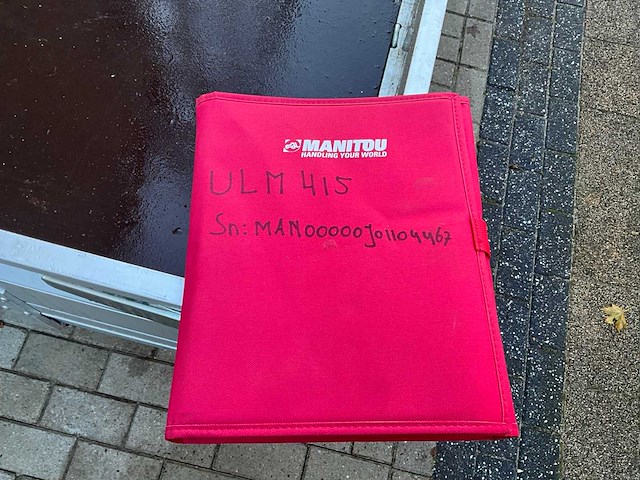 MANITOU
HANDLING YOUR WORLD
ULM 415
Sn: MAN00000J01104467